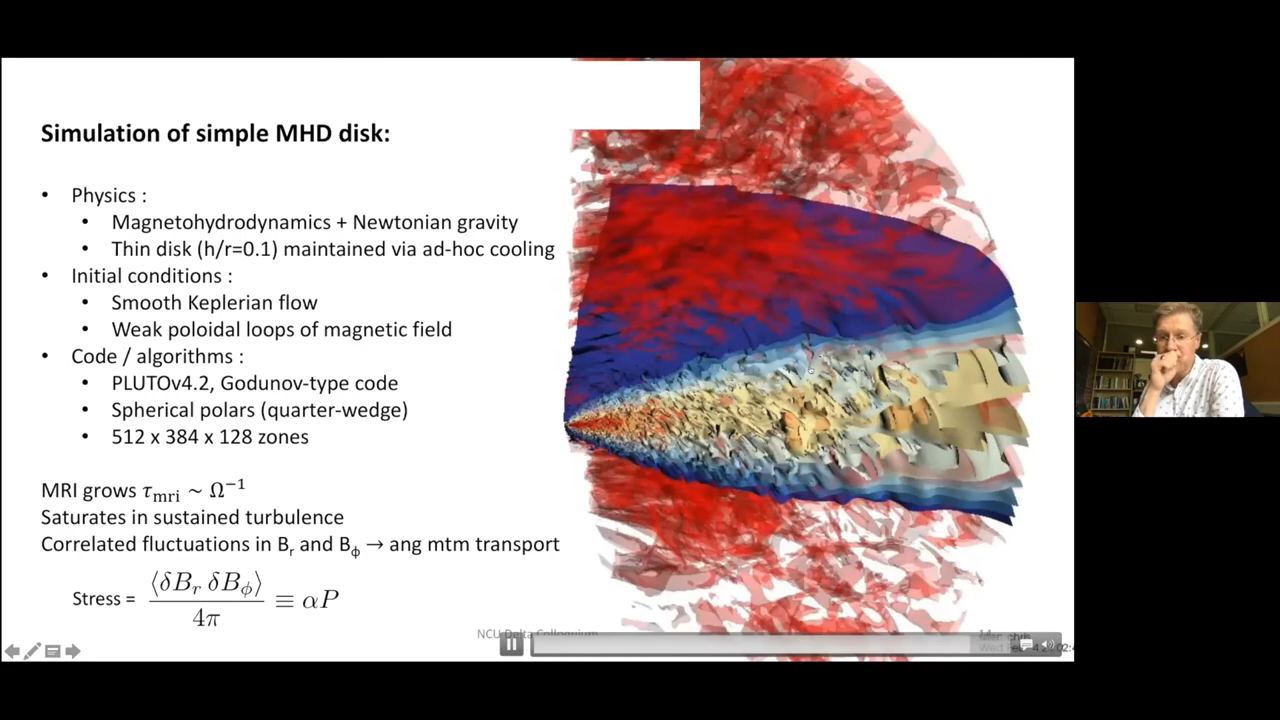 Simulation of simple MHD disk:
• Physics :
• Magnetohydrodynamics + Newtonian gravity
• Thin disk (h/r=0.1) maintained via ad-hoc cooling
• Initial conditions :
• Smooth Keplerian flow
• Weak poloidal loops of magnetic field
• Code / algorithms :
• PLUTOv4.2, Godunov-type code
• Spherical polars (quarter-wedge)
• 512 x 384 x 128 zones
MRI grows τ_mri ~ Ω⁻¹
Saturates in sustained turbulence
Correlated fluctuations in B_r and B_ϕ → ang mtm transport
Stress = ⟨δB_r δB_ϕ⟩ / 4π ≡ αP
NCU Delta Colloquium